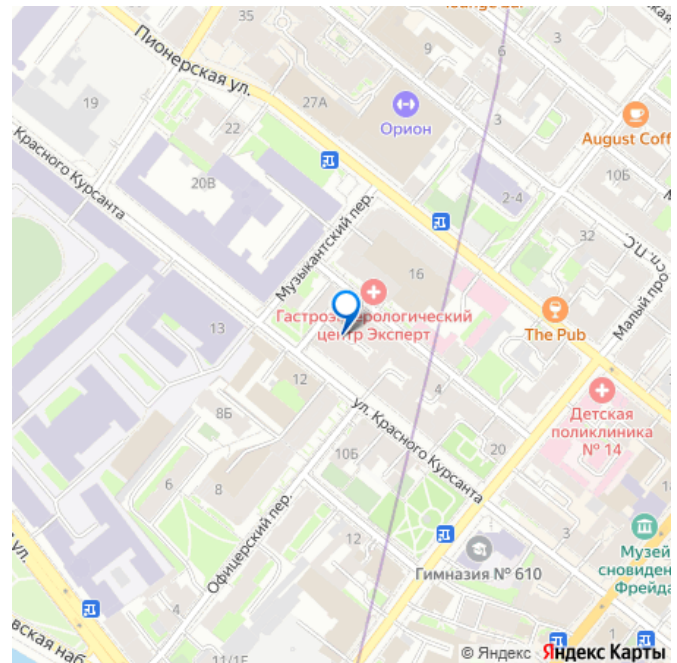 35
Пионерская ул.
9
6
19
27А
Орион
3
22
August Coff
Красного Курсанта
20В
10Б
2-4
Музыкантский пер.
32
Малый просп. П.С.
16
Гастроэнтерологический
центр Эксперт
The Pub
13
12
4
Детская
поликлиника
№ 14
ул. Красного Курсанта
8Б
20
10Б
6
8
3
Офицерский пер.
12
Гимназия № 610
Музей
сновиден
Фрейда
4
11/1Е
1
© Яндекс Яндекс Карты